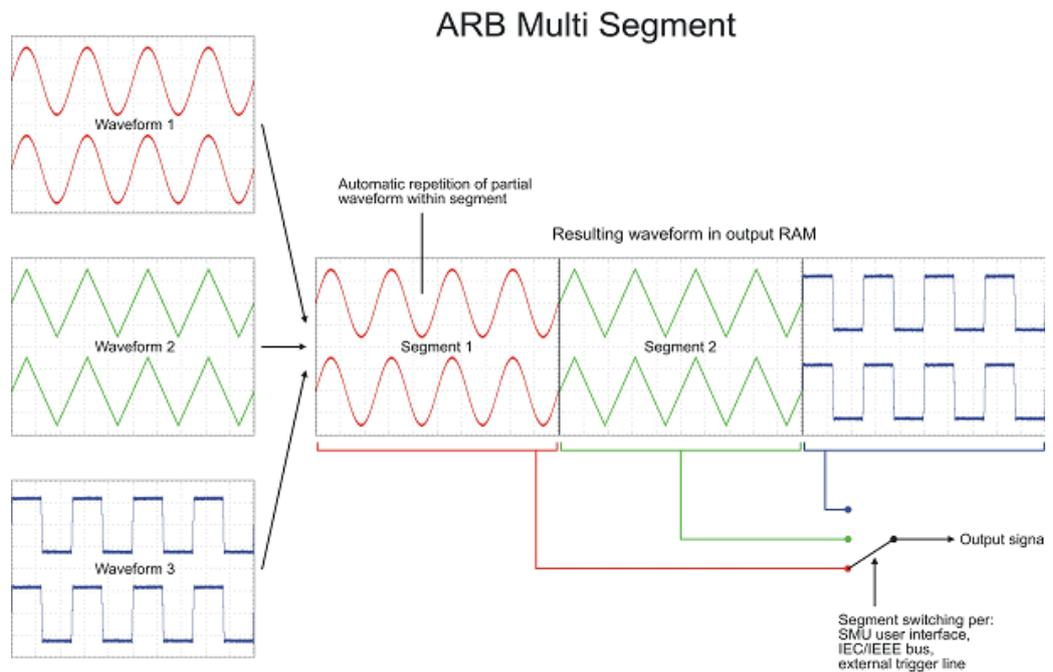 ARB Multi Segment
Waveform 1
Automatic repetition of partial
waveform within segment
Resulting waveform in output RAM
Waveform 2
Segment 1
Segment 2
Waveform 3
Output signa
Segment switching per:
SMU user interface,
IEC/IEEE bus,
external trigger line